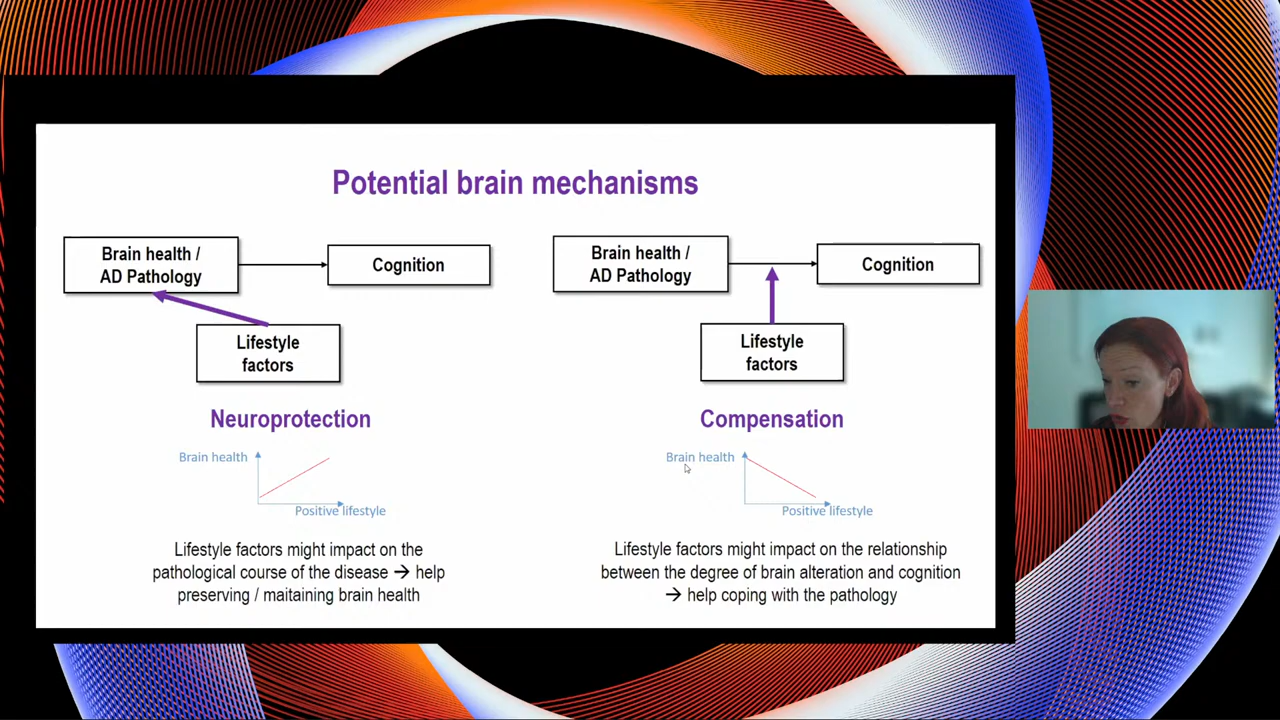 Potential brain mechanisms
Brain health /
AD Pathology
Cognition
Lifestyle
factors
Neuroprotection
Brain health
Positive lifestyle
Lifestyle factors might impact on the
pathological course of the disease → help
preserving / maitaining brain health
Brain health /
AD Pathology
Cognition
Lifestyle
factors
Compensation
Brain health
Positive lifestyle
Lifestyle factors might impact on the relationship
between the degree of brain alteration and cognition
→ help coping with the pathology